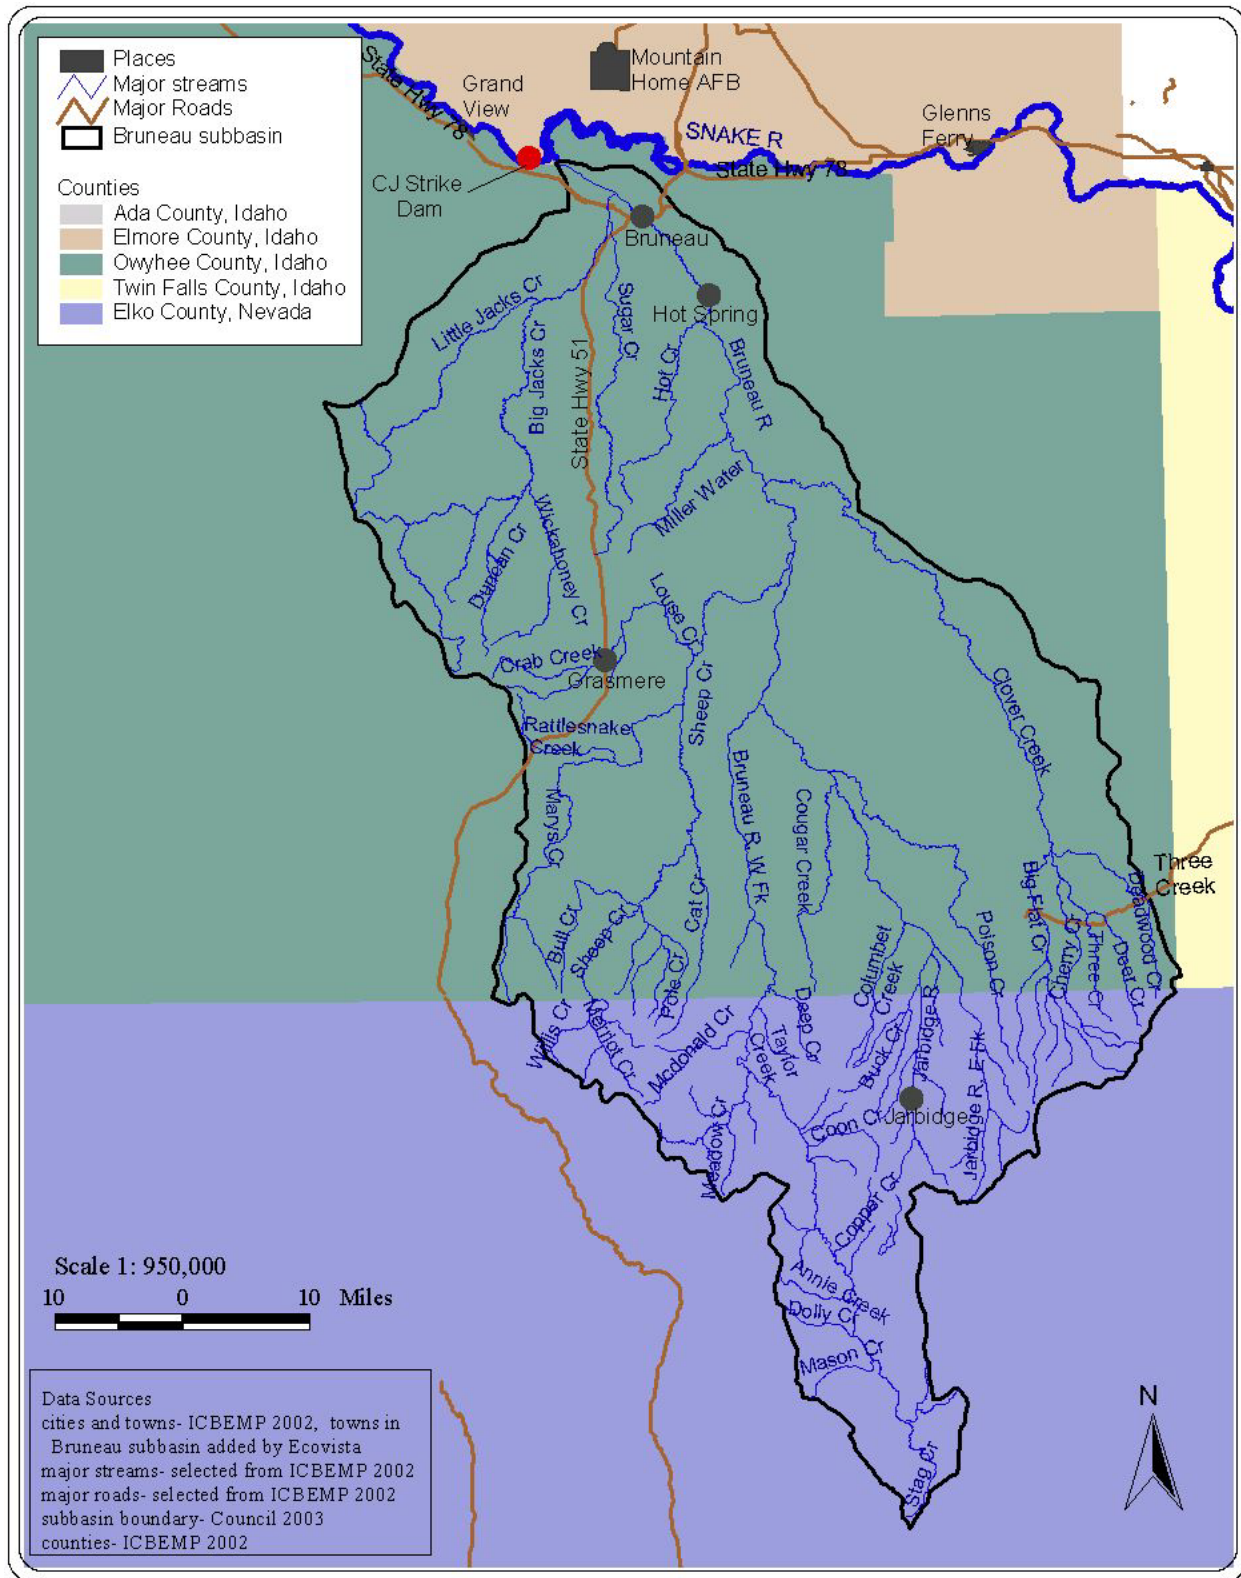 Places
Major streams
Major Roads
Bruneau subbasin
Counties
Ada County, Idaho
Elmore County, Idaho
Owyhee County, Idaho
Twin Falls County, Idaho
Elko County, Nevada
State Hwy 78
Grand
View
Mountain
Home AFB
Glenns
Ferry
SNAKE R
State Hwy 78
CJ Strike
Dam
Bruneau
Hot Spring
Little Jacks Cr
Big Jacks Cr
State Hwy 51
Sugar Cr
Hot Cr
Bruneau R
Miller Water
Duncan Cr
Wickahoney Cr
Louse Cr
Crab Creek
Grasmere
Sheep Cr
Clover Creek
Rattlesnake
Creek
Marys Cr
Bruneau R. W Fk
Cougar Creek
Three
Creek
Cat Cr
Bull Cr
Sheep Cr
Pole Cr
Columbet
Creek
Poison Cr
Big Flat Cr
Cherry Cr
Three Cr
Deer Cr
Deadwood Cr
Willis Cr
Merriot Cr
Mcdonald Cr
Taylor
Creek
Deep Cr
Buck Cr
Jarbidge R
Jarbidge R. E Fk
Meadow Cr
Coon Cr
Jarbidge
Copper Cr
Annie Creek
Dolly Cr
Mason Cr
Stag Cr
Scale 1: 950,000
10 0 10 Miles
N
Data Sources
cities and towns- ICBEMP 2002, towns in
Bruneau subbasin added by Ecovista
major streams- selected from ICBEMP 2002
major roads- selected from ICBEMP 2002
subbasin boundary- Council 2003
counties- ICBEMP 2002